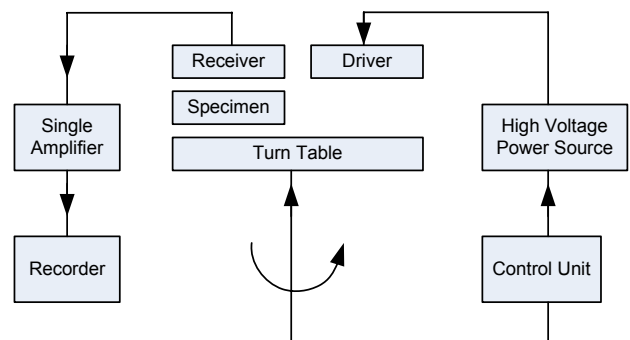 Receiver
Driver
Specimen
Single
Amplifier
High Voltage
Power Source
Turn Table
Recorder
Control Unit